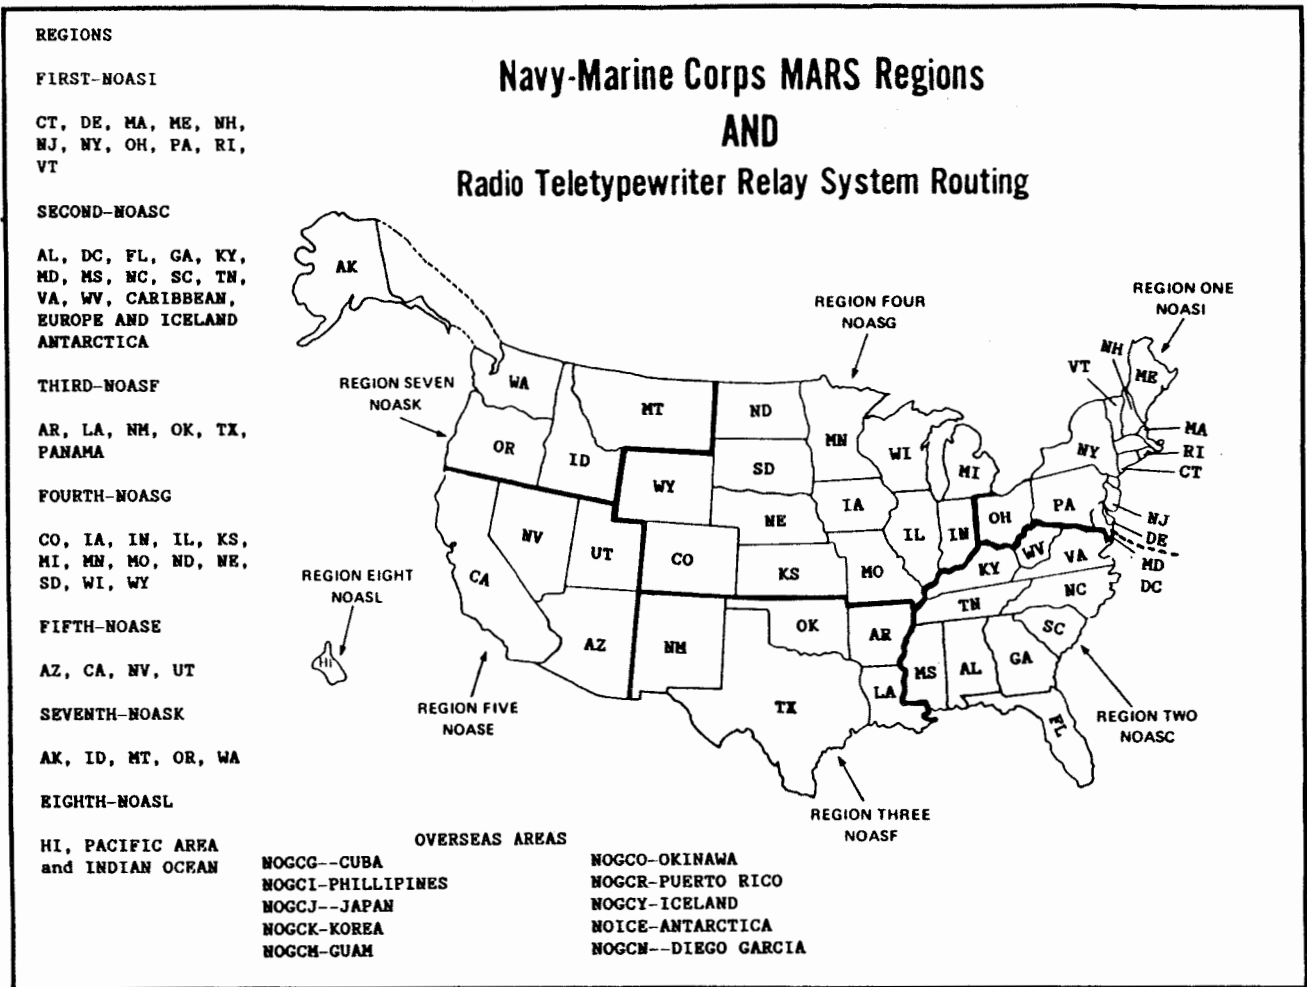 REGIONS
FIRST-NOASI
CT, DE, MA, ME, NH,
NJ, NY, OH, PA, RI,
VT
SECOND-NOASC
AL, DC, FL, GA, KY,
MD, MS, NC, SC, TN,
VA, WV, CARIBBEAN,
EUROPE AND ICELAND
ANTARCTICA
THIRD-NOASF
AR, LA, NM, OK, TX,
PANAMA
FOURTH-NOASG
CO, IA, IN, IL, KS,
MI, MN, MO, ND, NE,
SD, WI, WY
FIFTH-NOASE
AZ, CA, NV, UT
SEVENTH-NOASK
AK, ID, MT, OR, WA
EIGHTH-NOASL
HI, PACIFIC AREA
and INDIAN OCEAN
Navy-Marine Corps MARS Regions
AND
Radio Teletypewriter Relay System Routing
AK
REGION FOUR
NOASG
REGION ONE
NOASI
REGION SEVEN
NOASK
WA
OR
ID
MT
ND
SD
WY
NE
MN
WI
MI
IA
IL
IN
OH
PA
NY
VT
NH
ME
MA
RI
CT
NJ
DE
MD
DC
NV
UT
CO
KS
MO
KY
WV
VA
CA
AZ
NM
OK
AR
TN
NC
SC
TX
LA
MS
AL
GA
FL
REGION EIGHT
NOASL
HI
REGION FIVE
NOASE
REGION TWO
NOASC
REGION THREE
NOASF
OVERSEAS AREAS
NOGCG--CUBA
NOGCI-PHILLIPINES
NOGCJ--JAPAN
NOGCK-KOREA
NOGCM-GUAM
NOGCO-OKINAWA
NOGCR-PUERTO RICO
NOGCY-ICELAND
NOICE-ANTARCTICA
NOGCN--DIEGO GARCIA